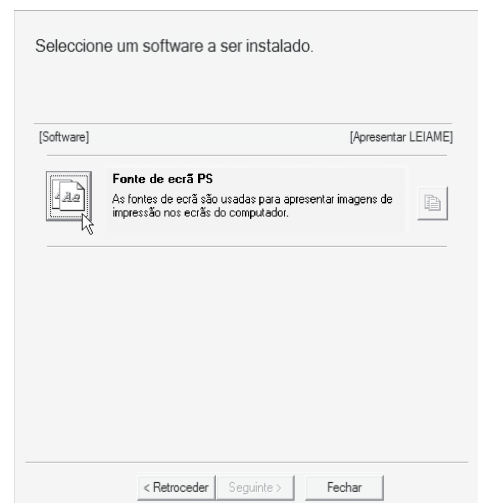 Seleccione um software a ser instalado.
[Software] [Apresentar LEIAME]
Fonte de ecrã PS
As fontes de ecrã são usadas para apresentar imagens de
impressão nos ecrãs do computador.
< Retroceder Seguinte > Fechar